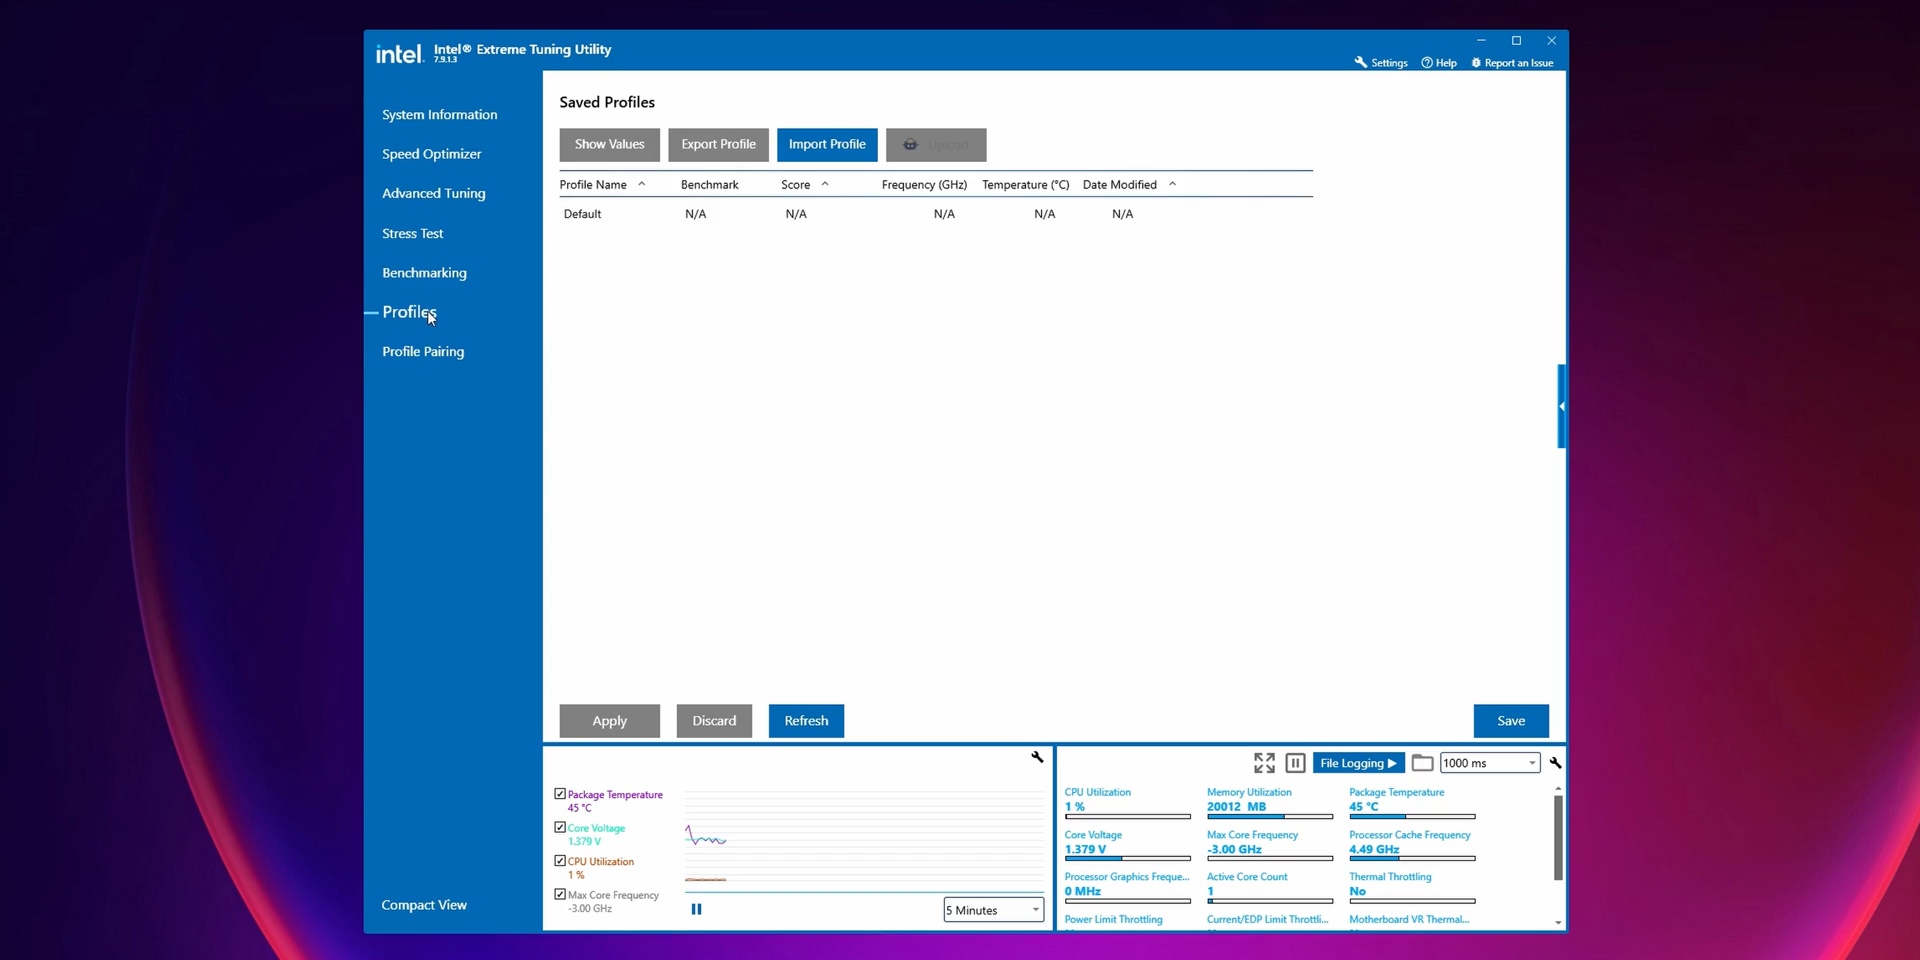 intel. Intel® Extreme Tuning Utility
7.9.1.3
Settings Help Report an Issue
System Information
Speed Optimizer
Advanced Tuning
Stress Test
Benchmarking
Profiles
Profile Pairing
Compact View
Saved Profiles
Show Values Export Profile Import Profile Upload
Profile Name Benchmark Score Frequency (GHz) Temperature (°C) Date Modified
Default N/A N/A N/A N/A N/A
Apply Discard Refresh Save
Package Temperature
45 °C
Core Voltage
1.379 V
CPU Utilization
1 %
Max Core Frequency
-3.00 GHz
5 Minutes
File Logging 1000 ms
CPU Utilization Memory Utilization Package Temperature
1 % 20012 MB 45 °C
Core Voltage Max Core Frequency Processor Cache Frequency
1.379 V -3.00 GHz 4.49 GHz
Processor Graphics Freque... Active Core Count Thermal Throttling
0 MHz 1 No
Power Limit Throttling Current/EDP Limit Throttli... Motherboard VR Thermal...